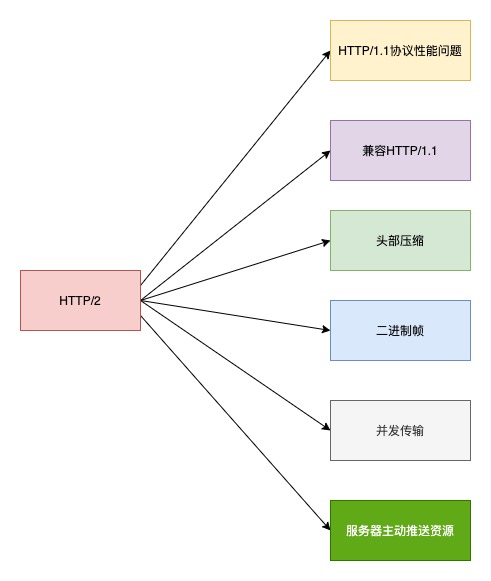 HTTP/1.1协议性能问题
兼容HTTP/1.1
头部压缩
HTTP/2
二进制帧
并发传输
服务器主动推送资源